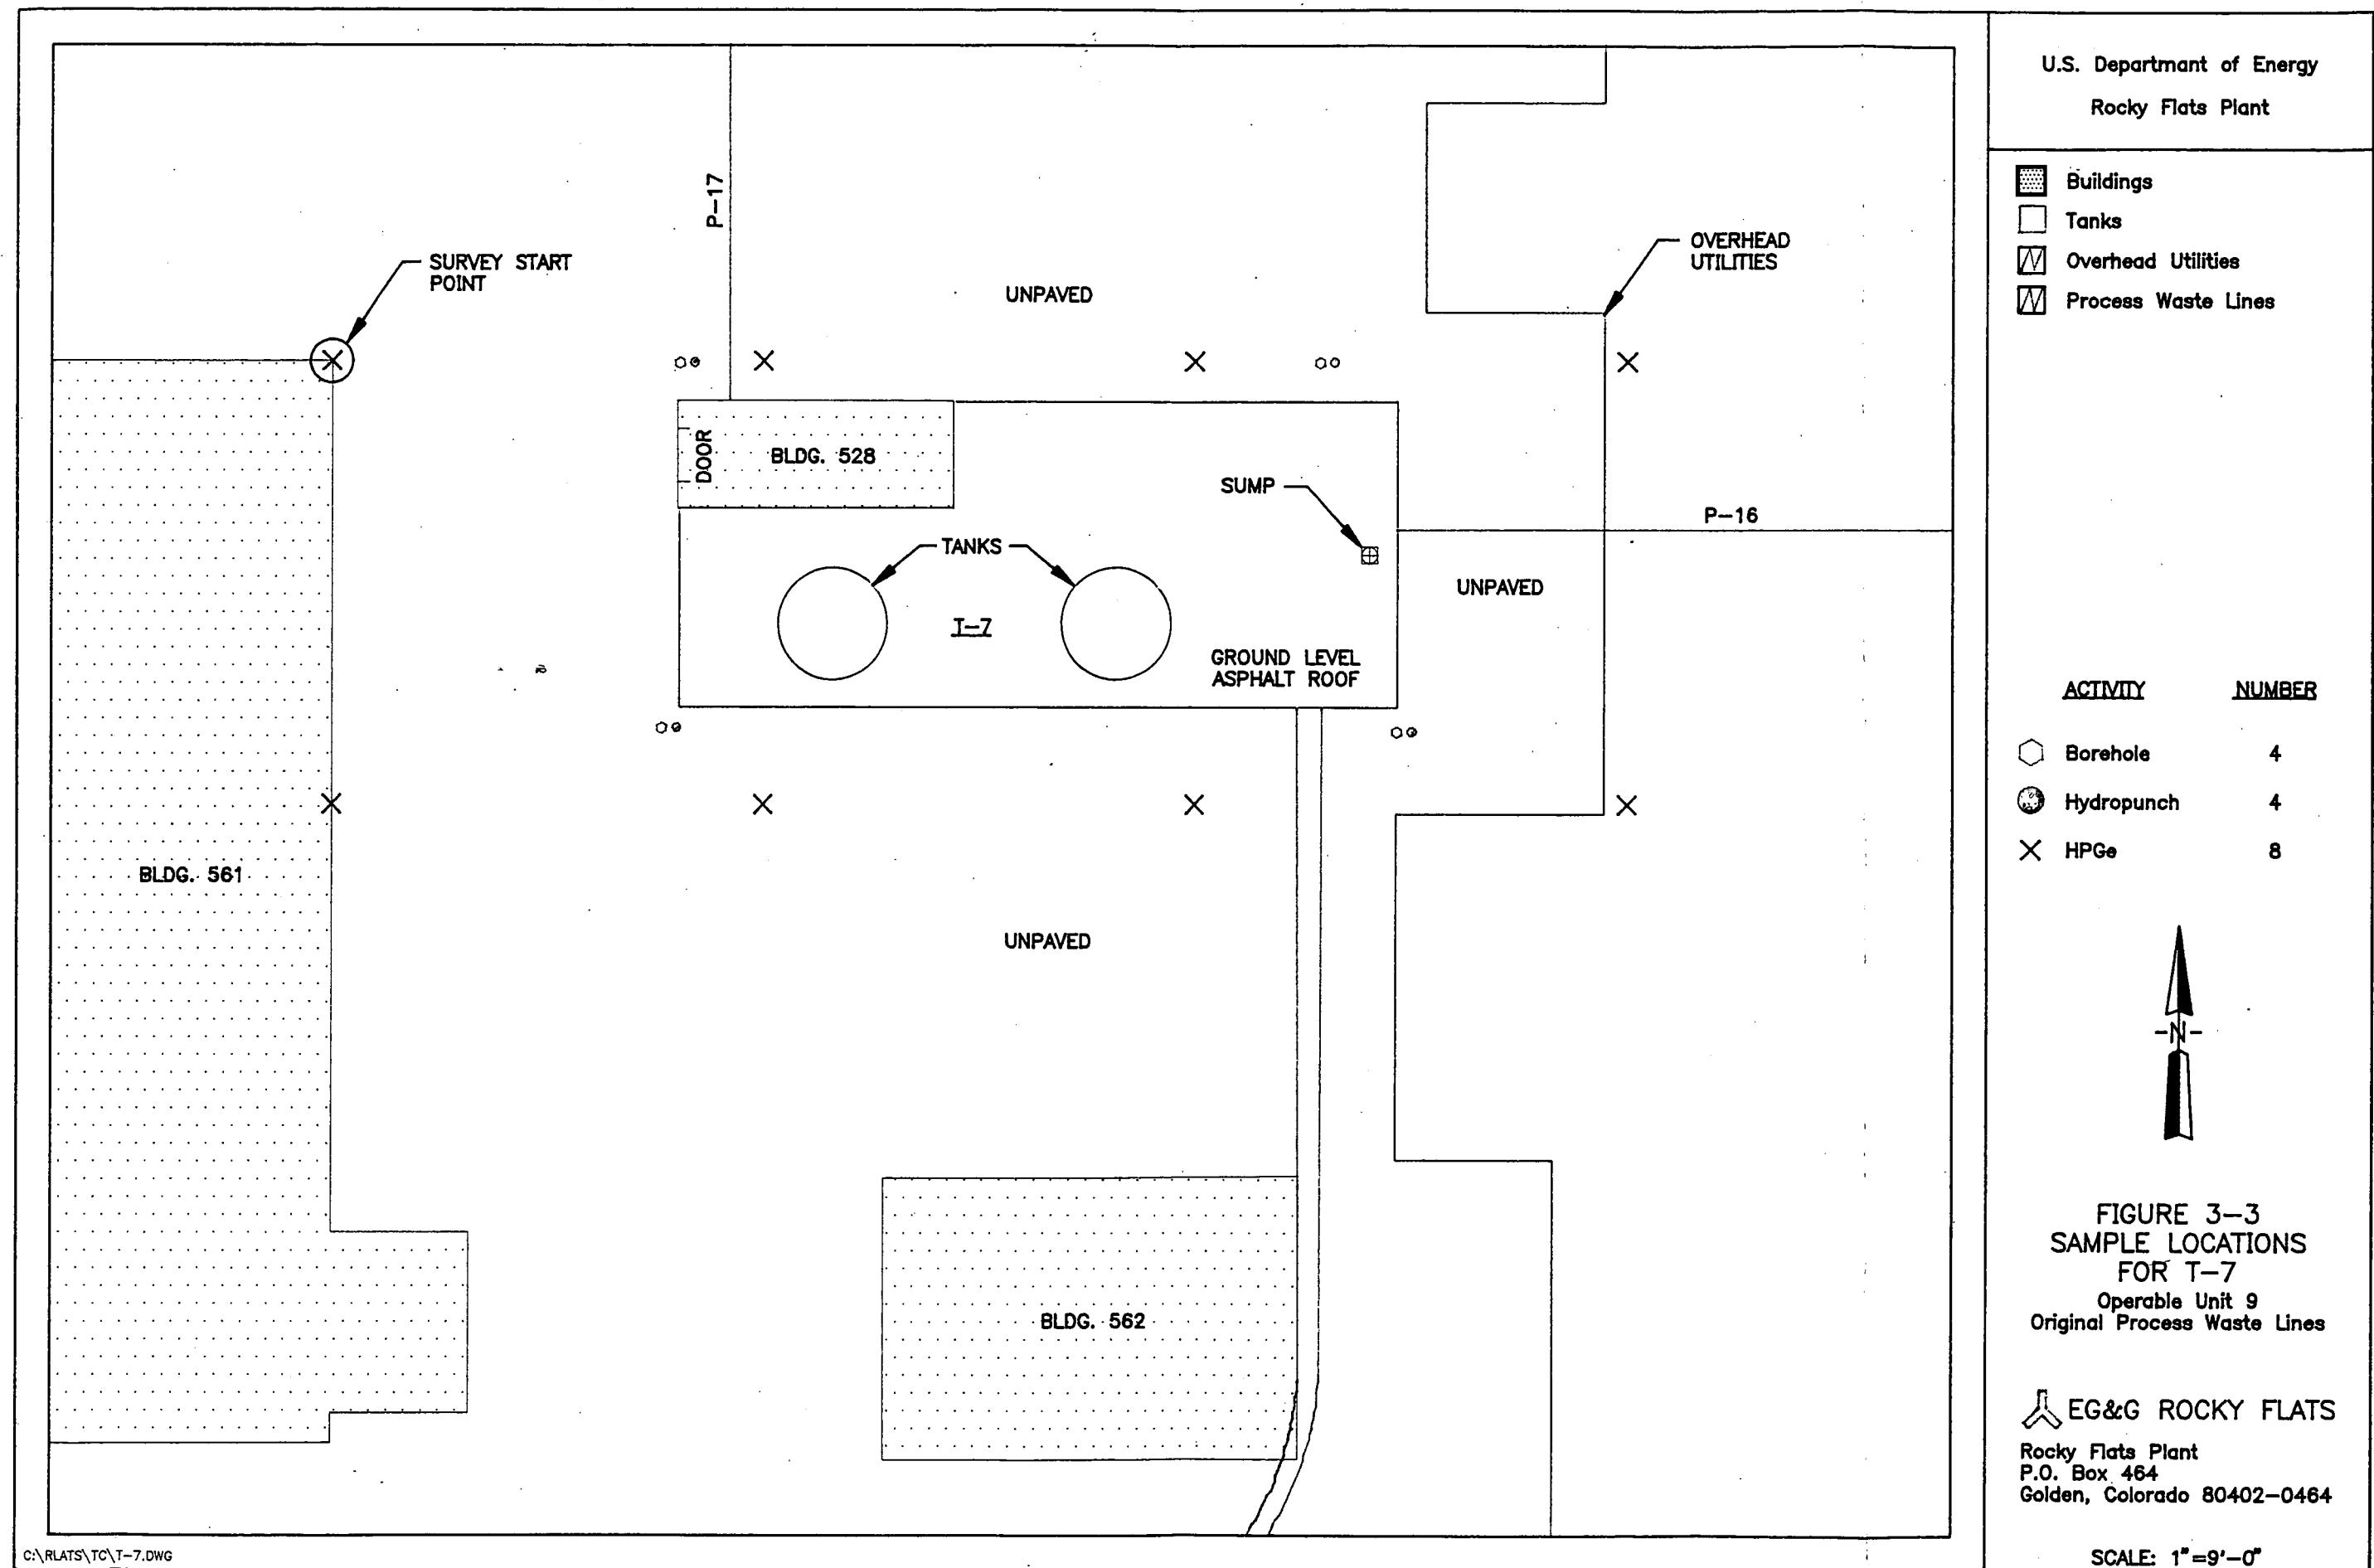 U.S. Departmant of Energy
Rocky Flats Plant
Buildings
Tanks
Overhead Utilities
Process Waste Lines
P-17
SURVEY START
POINT
UNPAVED
OVERHEAD
UTILITIES
DOOR
BLDG. 528
SUMP
P-16
TANKS
UNPAVED
T-7
GROUND LEVEL
ASPHALT ROOF
BLDG. 561
UNPAVED
BLDG. 562
ACTIVITY NUMBER
Borehole 4
Hydropunch 4
HPGe 8
-N-
FIGURE 3-3
SAMPLE LOCATIONS
FOR T-7
Operable Unit 9
Original Process Waste Lines
EG&G ROCKY FLATS
Rocky Flats Plant
P.O. Box 464
Golden, Colorado 80402-0464
SCALE: 1"=9'-0"
C:\RLATS\TC\T-7.DWG